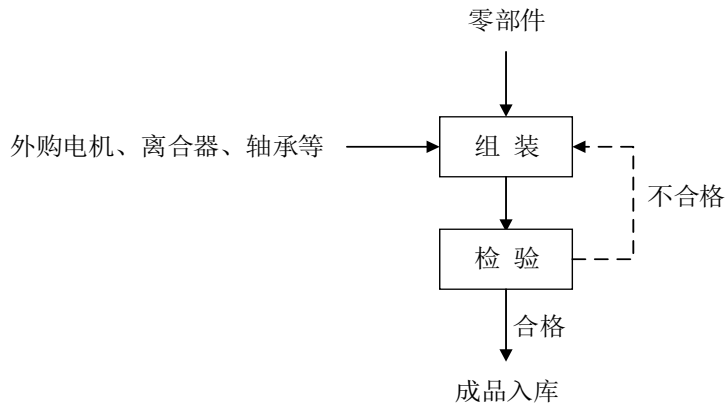 零部件
外购电机、离合器、轴承等
组 装
不合格
检 验
合格
成品入库